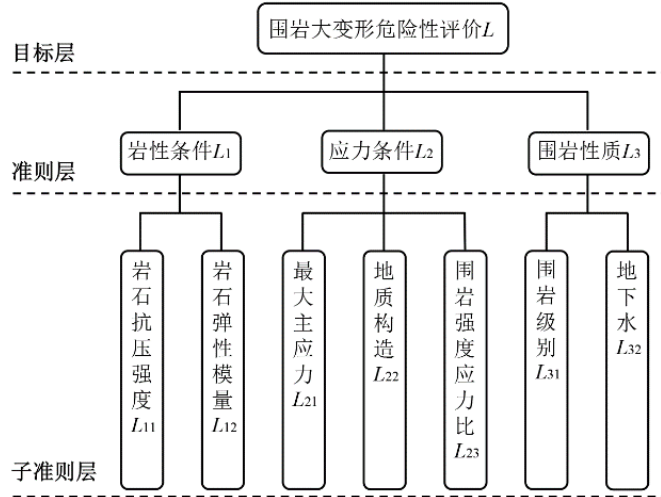 围岩大变形危险性评价L
目标层
岩性条件L1
应力条件L2
围岩性质L3
准则层
岩石抗压强度L11
岩石弹性模量L12
最大主应力L21
地质构造L22
围岩强度应力比L23
围岩级别L31
地下水L32
子准则层